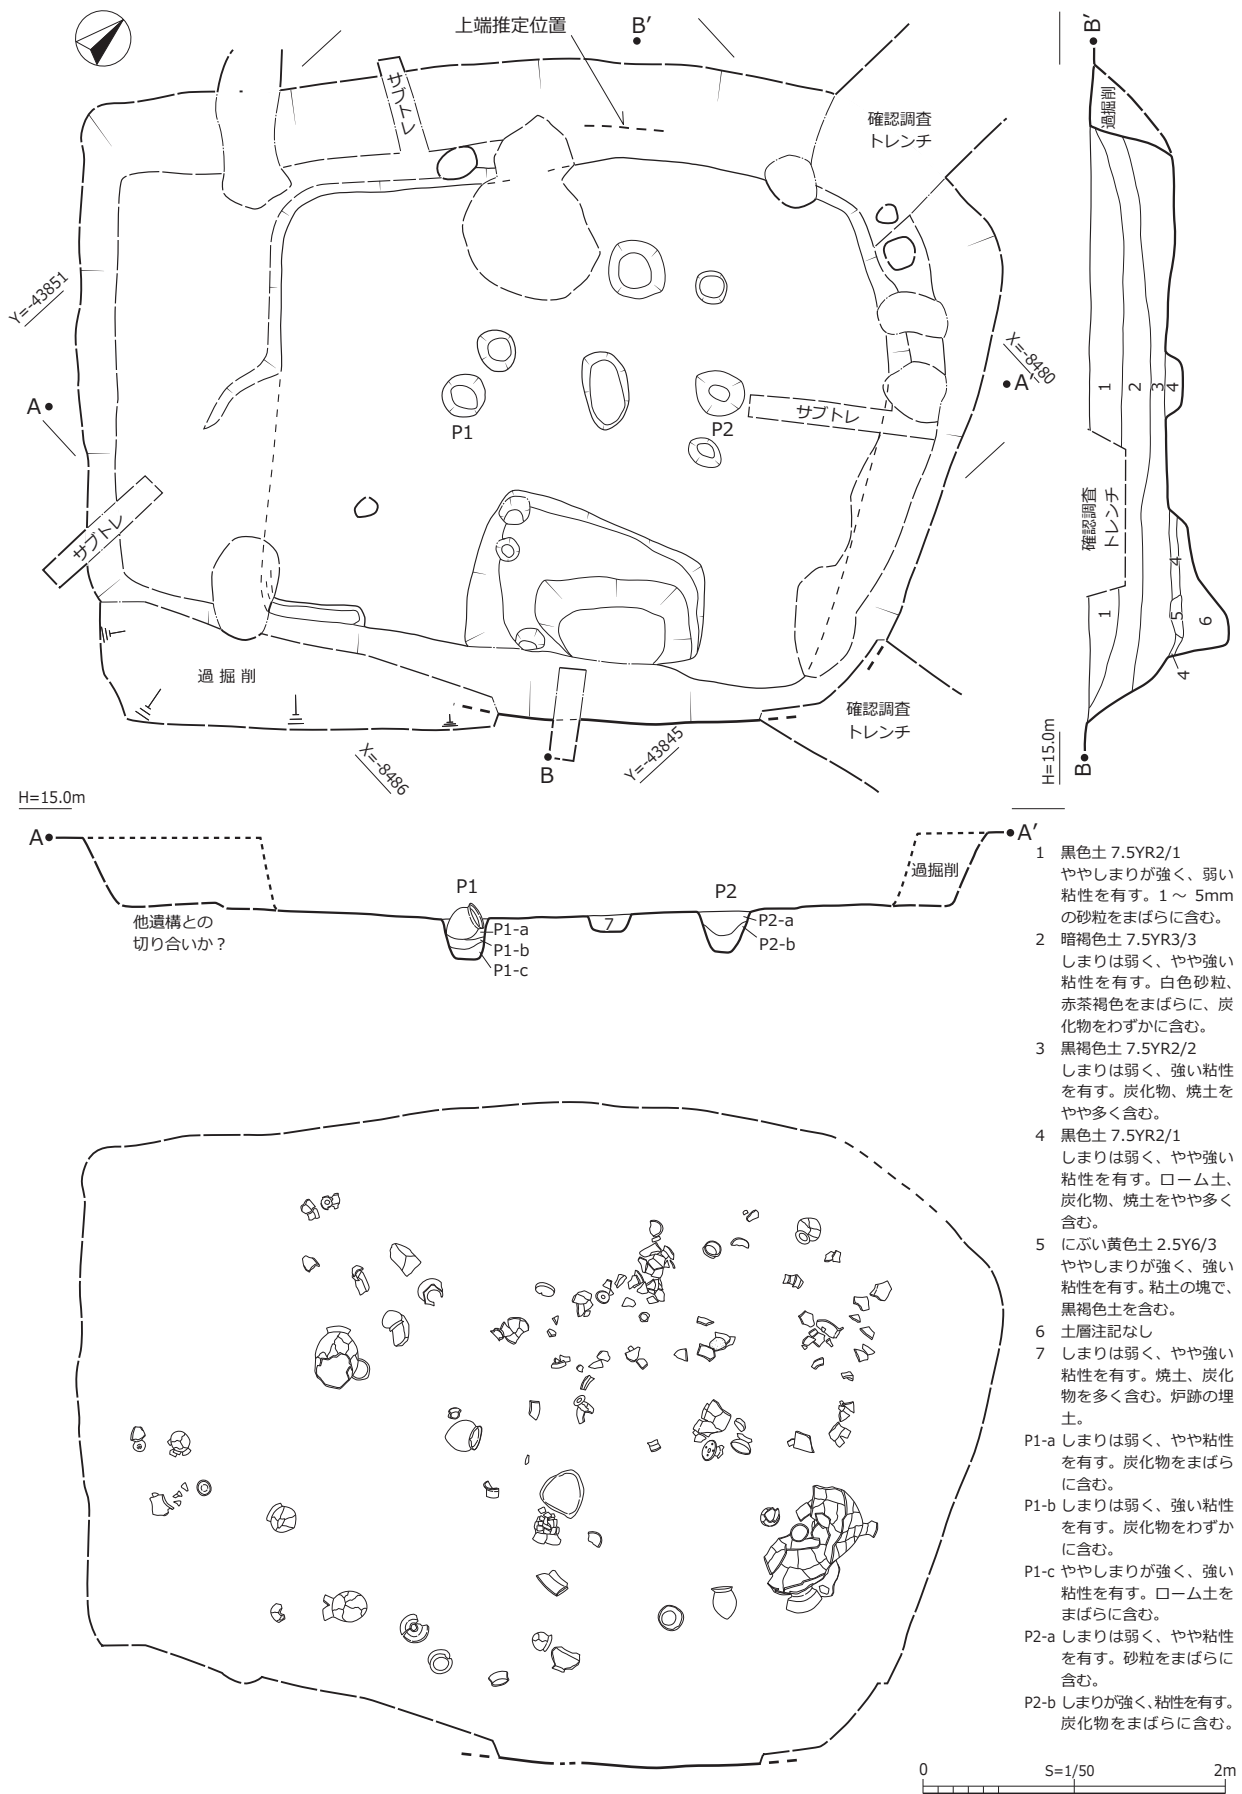 上端推定位置
B′
サブトレ
確認調査
トレンチ
Y=-43851
A
X=-8480
A′
P1
P2
サブトレ
サブトレ
過掘削
確認調査
トレンチ
X=-8486
B
Y=-43845
B′
過掘削
1
2
3
4
確認調査
トレンチ
4
1
5
6
4
H=15.0m
B
H=15.0m
A
A′
過掘削
他遺構との
切り合いか？
P1
P1-a
P1-b
P1-c
7
P2
P2-a
P2-b
1 黒色土 7.5YR2/1
ややしまりが強く、弱い
粘性を有す。1～5mm
の砂粒をまばらに含む。
2 暗褐色土 7.5YR3/3
しまりは弱く、やや強い
粘性を有す。白色砂粒、
赤茶褐色をまばらに、炭
化物をわずかに含む。
3 黒褐色土 7.5YR2/2
しまりは弱く、強い粘性
を有す。炭化物、焼土を
やや多く含む。
4 黒色土 7.5YR2/1
しまりは弱く、やや強い
粘性を有す。ローム土、
炭化物、焼土をやや多く
含む。
5 にぶい黄色土 2.5Y6/3
ややしまりが強く、強い
粘性を有す。粘土の塊で、
黒褐色土を含む。
6 土層注記なし
7 しまりは弱く、やや強い
粘性を有す。焼土、炭化
物を多く含む。炉跡の埋
土。
P1-a しまりは弱く、やや粘性
を有す。炭化物をまばら
に含む。
P1-b しまりは弱く、強い粘性
を有す。炭化物をわずか
に含む。
P1-c ややしまりが強く、強い
粘性を有す。ローム土を
まばらに含む。
P2-a しまりは弱く、やや粘性
を有す。砂粒をまばらに
含む。
P2-b しまりが強く、粘性を有す。
炭化物をまばらに含む。
0 S=1/50 2m